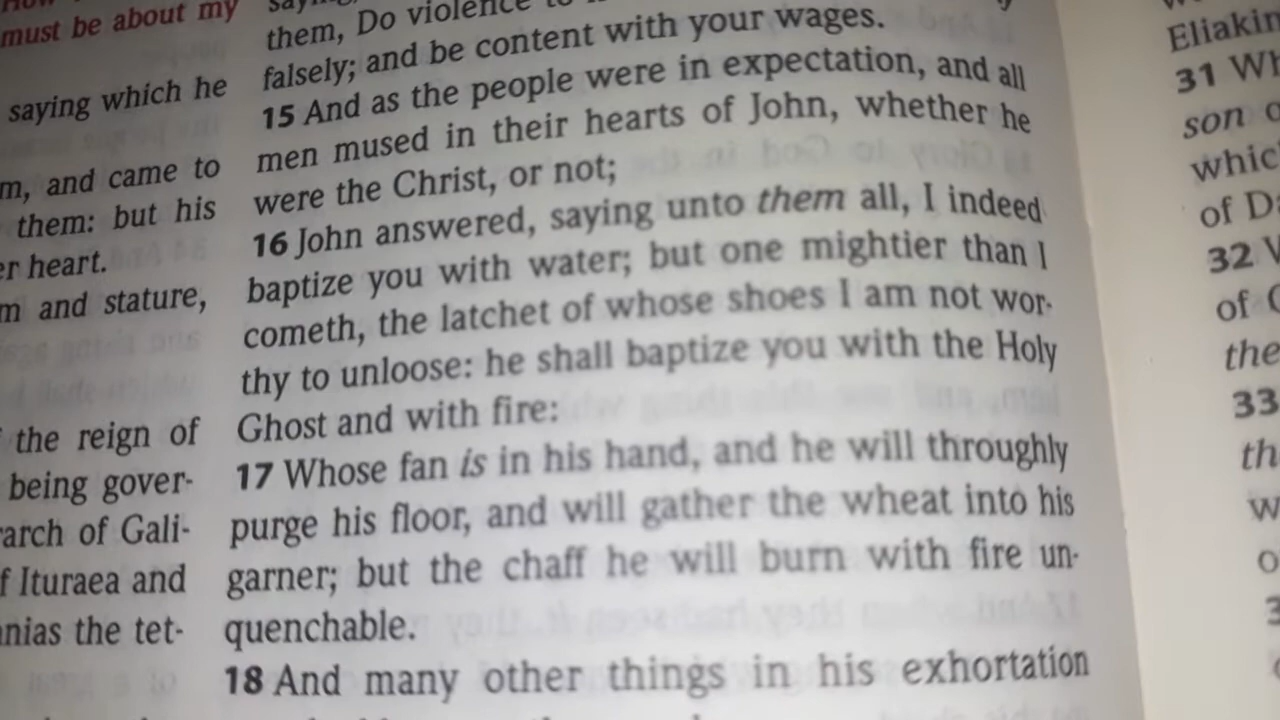 must be about my
saying which he
m, and came to
them: but his
er heart.
m and stature,
the reign of
being gover-
arch of Gali-
f Ituraea and
nias the tet-
them, Do violence
falsely; and be content with your wages.
15 And as the people were in expectation, and all
men mused in their hearts of John, whether he
were the Christ, or not;
16 John answered, saying unto them all, I indeed
baptize you with water; but one mightier than I
cometh, the latchet of whose shoes I am not wor-
thy to unloose: he shall baptize you with the Holy
Ghost and with fire:
17 Whose fan is in his hand, and he will throughly
purge his floor, and will gather the wheat into his
garner; but the chaff he will burn with fire un-
quenchable.
18 And many other things in his exhortation
Eliakin
31 Wh
son o
whic
of Da
32
of
the
33
th